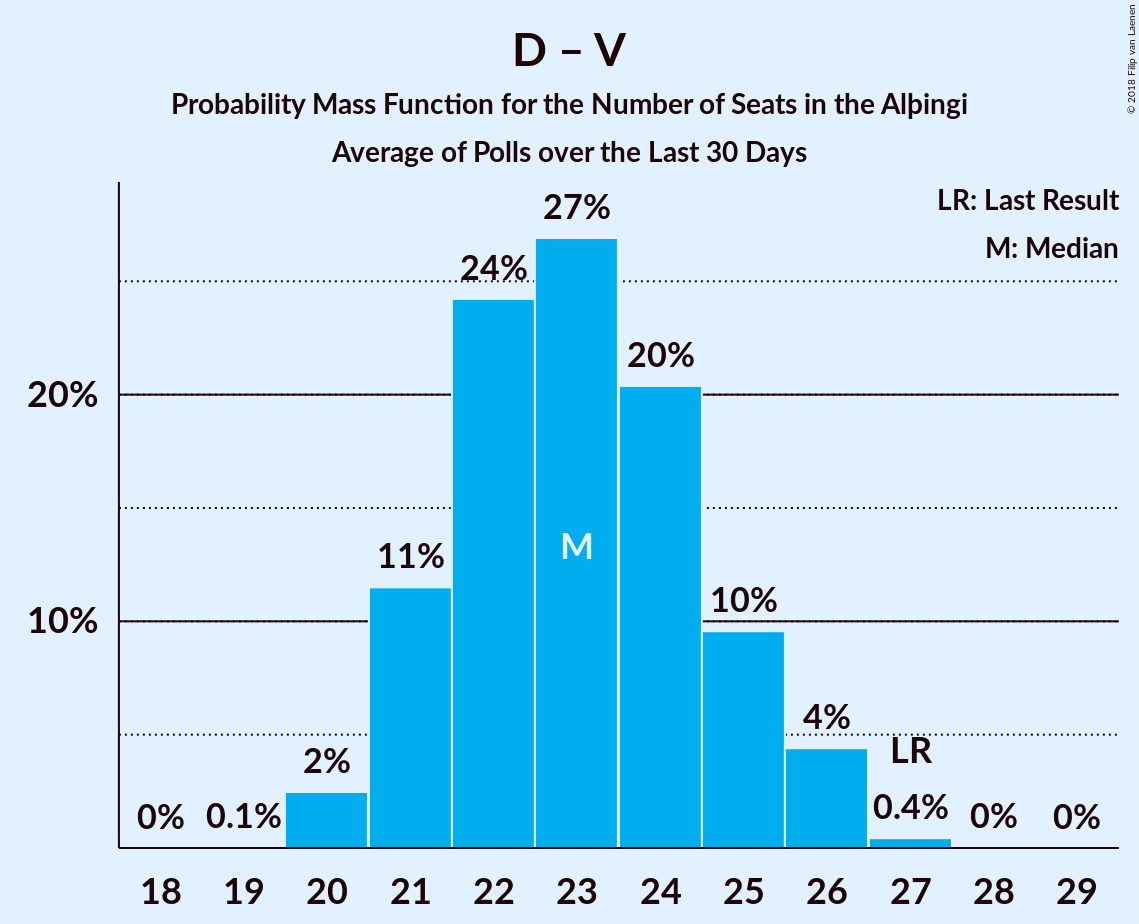 D – V
Probability Mass Function for the Number of Seats in the Alþingi
Average of Polls over the Last 30 Days
© 2018 Filip van Laenen
LR: Last Result
M: Median
20%
10%
0%
0.1%
2%
11%
24%
27%
M
20%
10%
4%
LR
0.4%
0%
0%
18 19 20 21 22 23 24 25 26 27 28 29